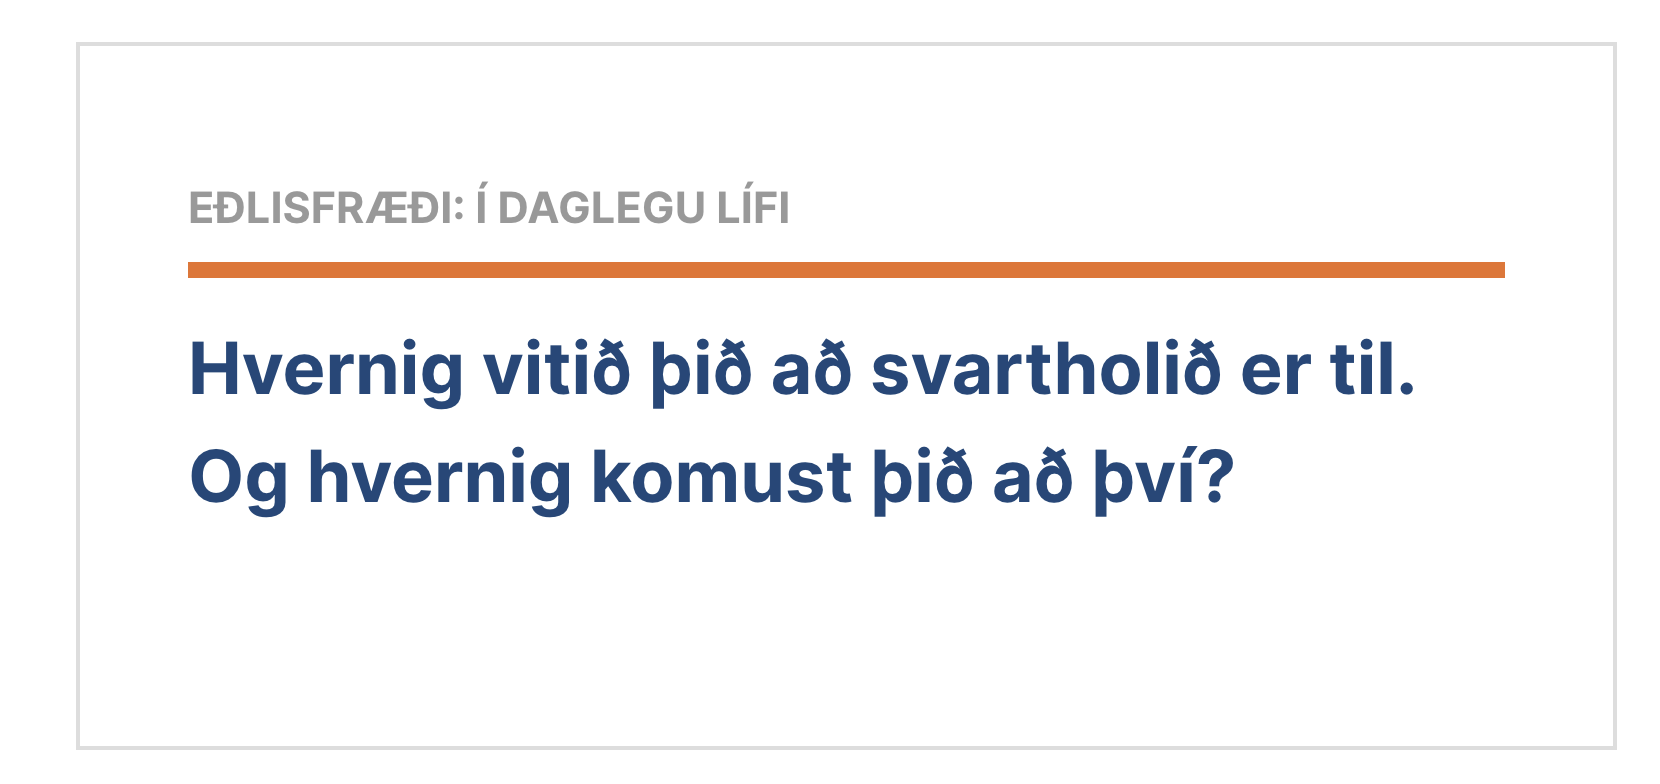 EÐLISFRÆÐI: Í DAGLEGU LÍFI
Hvernig vitið þið að svartholið er til.
Og hvernig komust þið að því?